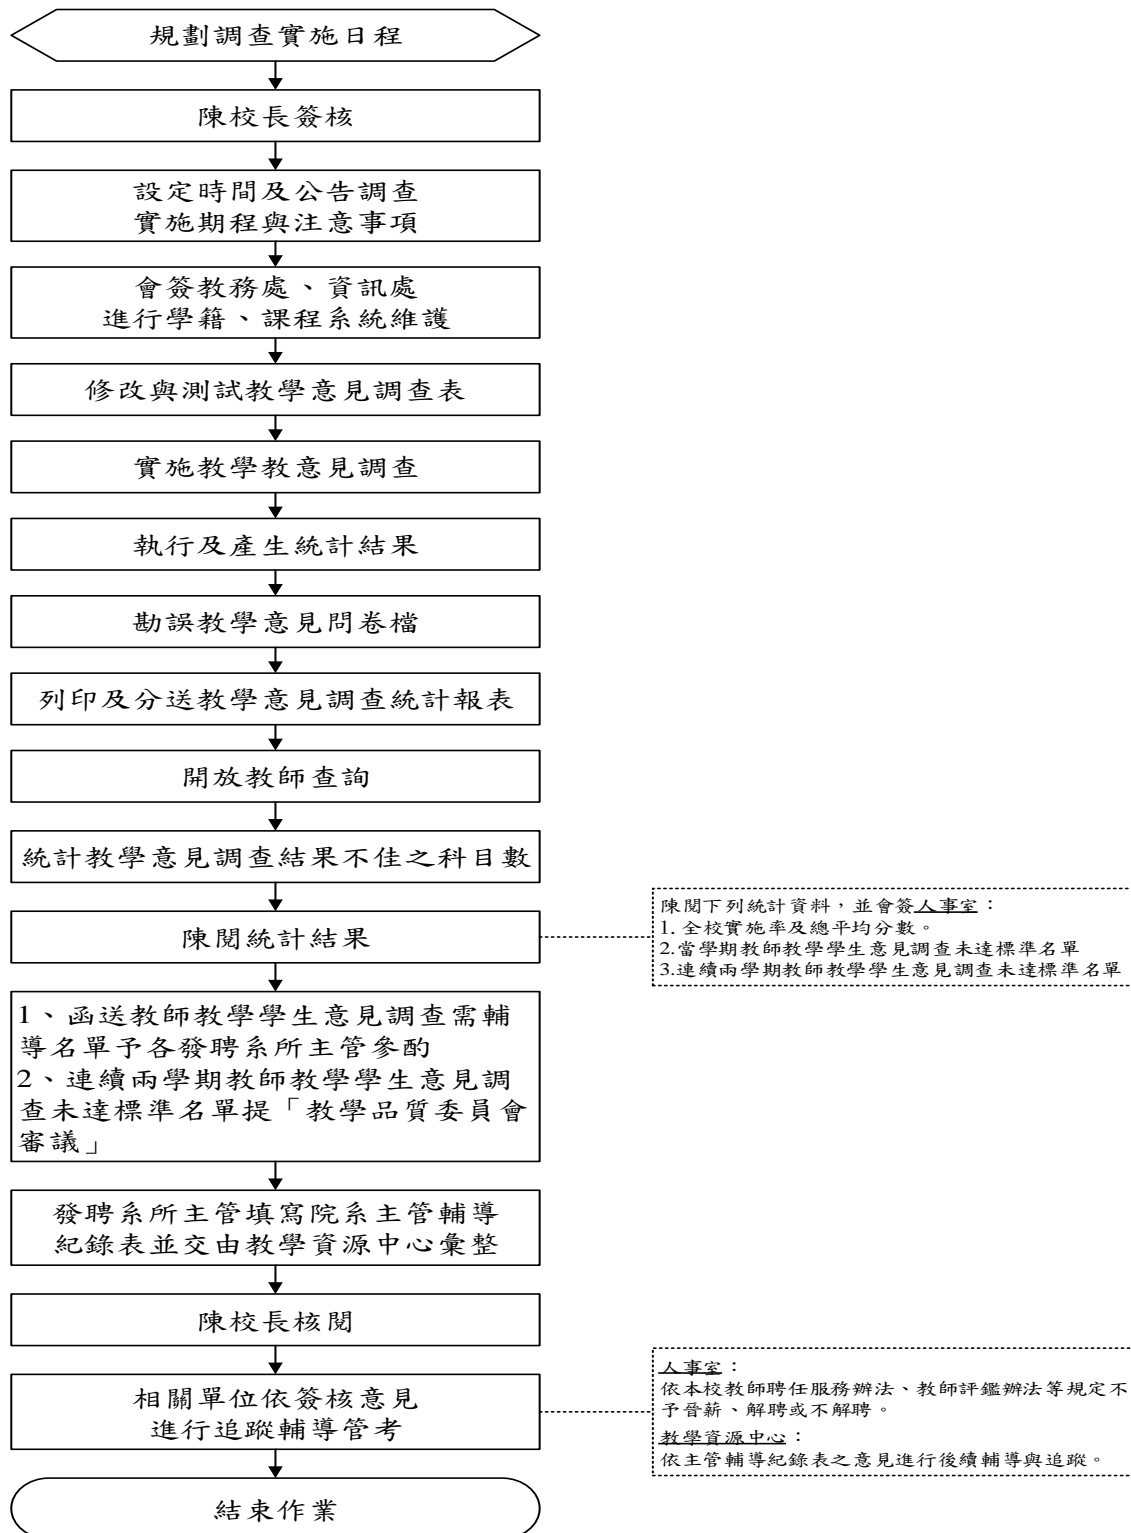 規劃調查實施日程
陳校長簽核
設定時間及公告調查
實施期程與注意事項
會簽教務處、資訊處
進行學籍、課程系統維護
修改與測試教學意見調查表
實施教學教意見調查
執行及產生統計結果
勘誤教學意見問卷檔
列印及分送教學意見調查統計報表
開放教師查詢
統計教學意見調查結果不佳之科目數
陳閱統計結果
陳閱下列統計資料，並會簽人事室：
1. 全校實施率及總平均分數。
2.當學期教師教學學生意見調查未達標準名單
3.連續兩學期教師教學學生意見調查未達標準名單
1、函送教師教學學生意見調查需輔
導名單予各發聘系所主管參酌
2、連續兩學期教師教學學生意見調
查未達標準名單提「教學品質委員會
審議」
發聘系所主管填寫院系主管輔導
紀錄表並交由教學資源中心彙整
陳校長核閱
相關單位依簽核意見
進行追蹤輔導管考
人事室：
依本校教師聘任服務辦法、教師評鑑辦法等規定不
予晉薪、解聘或不解聘。
教學資源中心：
依主管輔導紀錄表之意見進行後續輔導與追蹤。
結束作業